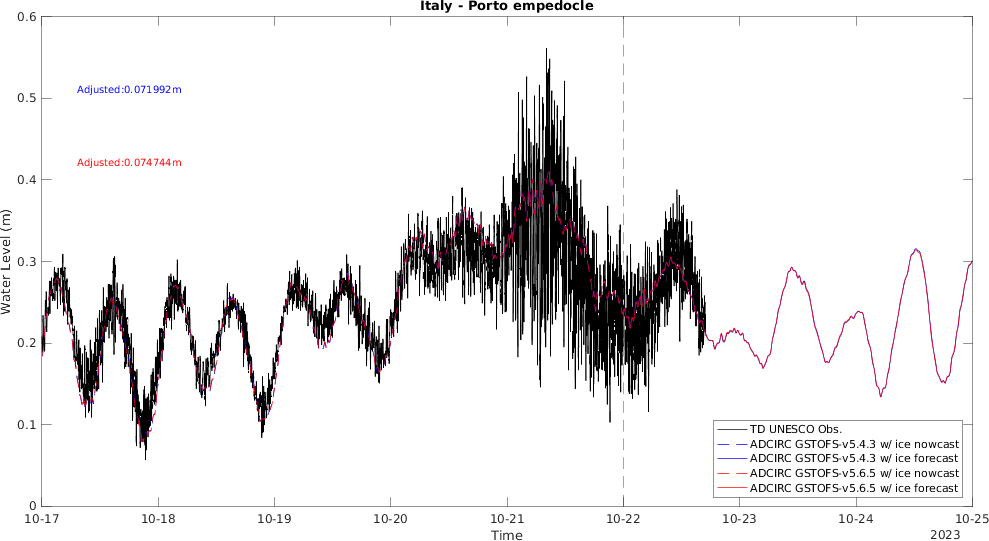 Italy - Porto empedocle
0.6
0.5
0.4
0.3
0.2
0.1
0
Water Level (m)
Adjusted:0.071992m
Adjusted:0.074744m
TD UNESCO Obs.
ADCIRC GSTOFS-v5.4.3 w/ ice nowcast
ADCIRC GSTOFS-v5.4.3 w/ ice forecast
ADCIRC GSTOFS-v5.6.5 w/ ice nowcast
ADCIRC GSTOFS-v5.6.5 w/ ice forecast
10-17 10-18 10-19 10-20 10-21 10-22 10-23 10-24 10-25
Time
2023